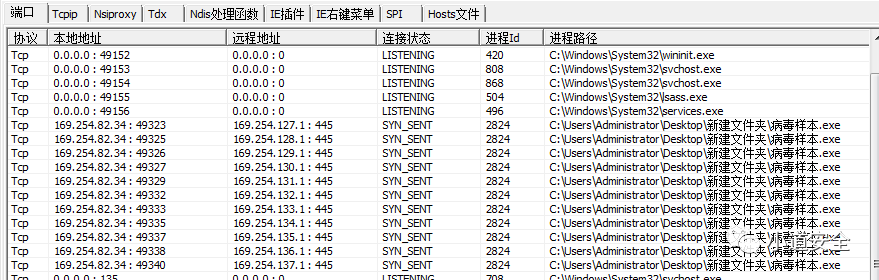 端口 Tcpip Nsiproxy Tdx Ndis处理函数 IE插件 IE右键菜单 SPI Hosts文件
协议 本地地址 远程地址 连接状态 进程Id 进程路径
Tcp 0.0.0.0 : 49152 0.0.0.0 : 0 LISTENING 420 C:\Windows\System32\wininit.exe
Tcp 0.0.0.0 : 49153 0.0.0.0 : 0 LISTENING 808 C:\Windows\System32\svchost.exe
Tcp 0.0.0.0 : 49154 0.0.0.0 : 0 LISTENING 868 C:\Windows\System32\svchost.exe
Tcp 0.0.0.0 : 49155 0.0.0.0 : 0 LISTENING 504 C:\Windows\System32\lsass.exe
Tcp 0.0.0.0 : 49156 0.0.0.0 : 0 LISTENING 496 C:\Windows\System32\services.exe
Tcp 169.254.82.34 : 49323 169.254.127.1 : 445 SYN_SENT 2824 C:\Users\Administrator\Desktop\新建文件夹\病毒样本.exe
Tcp 169.254.82.34 : 49325 169.254.128.1 : 445 SYN_SENT 2824 C:\Users\Administrator\Desktop\新建文件夹\病毒样本.exe
Tcp 169.254.82.34 : 49326 169.254.129.1 : 445 SYN_SENT 2824 C:\Users\Administrator\Desktop\新建文件夹\病毒样本.exe
Tcp 169.254.82.34 : 49327 169.254.130.1 : 445 SYN_SENT 2824 C:\Users\Administrator\Desktop\新建文件夹\病毒样本.exe
Tcp 169.254.82.34 : 49329 169.254.131.1 : 445 SYN_SENT 2824 C:\Users\Administrator\Desktop\新建文件夹\病毒样本.exe
Tcp 169.254.82.34 : 49332 169.254.132.1 : 445 SYN_SENT 2824 C:\Users\Administrator\Desktop\新建文件夹\病毒样本.exe
Tcp 169.254.82.34 : 49333 169.254.133.1 : 445 SYN_SENT 2824 C:\Users\Administrator\Desktop\新建文件夹\病毒样本.exe
Tcp 169.254.82.34 : 49335 169.254.134.1 : 445 SYN_SENT 2824 C:\Users\Administrator\Desktop\新建文件夹\病毒样本.exe
Tcp 169.254.82.34 : 49337 169.254.135.1 : 445 SYN_SENT 2824 C:\Users\Administrator\Desktop\新建文件夹\病毒样本.exe
Tcp 169.254.82.34 : 49338 169.254.136.1 : 445 SYN_SENT 2824 C:\Users\Administrator\Desktop\新建文件夹\病毒样本.exe
Tcp 169.254.82.34 : 49340 169.254.137.1 : 445 SYN_SENT 2824 C:\Users\Administrator\Desktop\新建文件夹\病毒样本.exe
Tcp 0.0.0.0 : 135 0.0.0.0 : 0 LISTENING 708 C:\Windows\System32\svchost.exe
小道安全